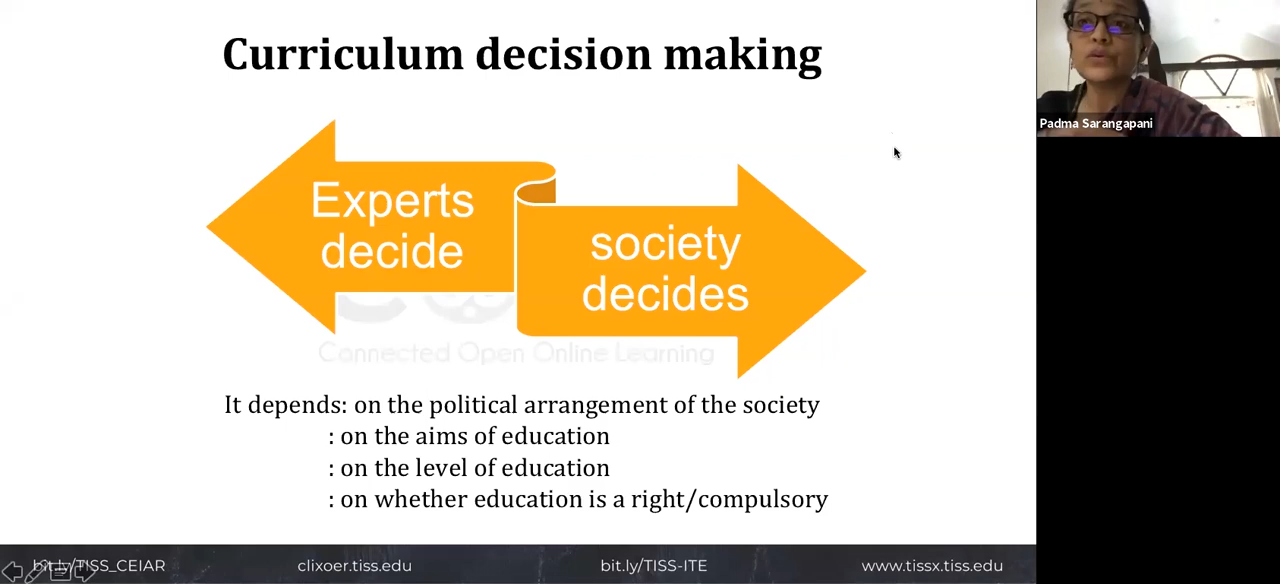 Curriculum decision making
Experts
decide
society
decides
Connected Open Online Learning
It depends: on the political arrangement of the society
: on the aims of education
: on the level of education
: on whether education is a right/compulsory
bit.ly/TISS_CEIAR
clixoer.tiss.edu
bit.ly/TISS-ITE
www.tissx.tiss.edu
Padma Sarangapani